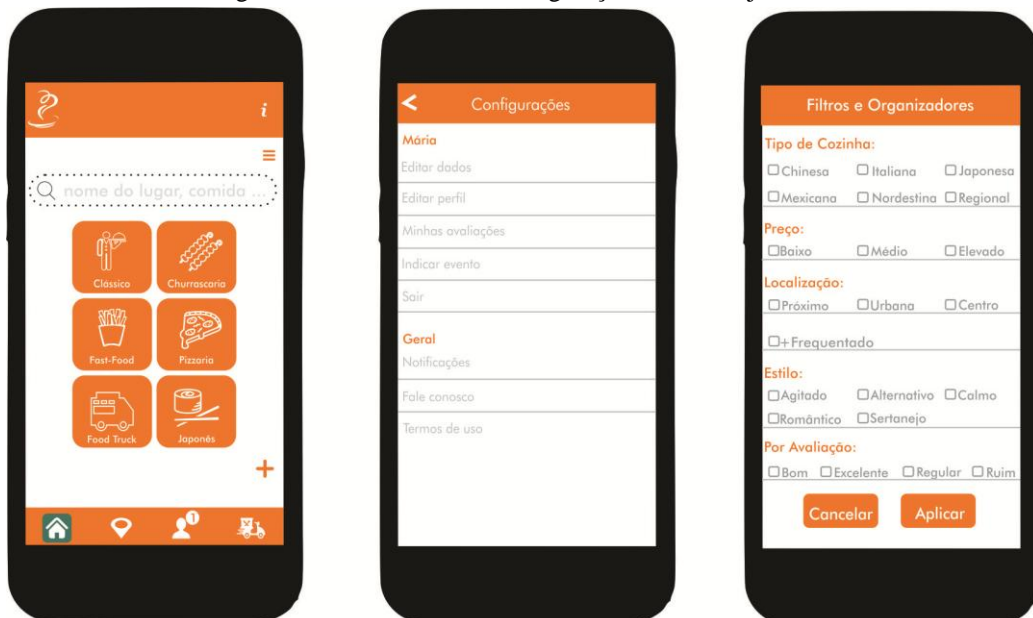 i
nome do lugar, comida ...
Clássico Churrascaria
Fast-Food Pizzaria
Food Truck Japonês
+
1
< Configurações
Mária
Editar dados
Editar perfil
Minhas avaliações
Indicar evento
Sair
Geral
Notificações
Fale conosco
Termos de uso
Filtros e Organizadores
Tipo de Cozinha:
Chinesa Italiana Japonesa
Mexicana Nordestina Regional
Preço:
Baixo Médio Elevado
Localização:
Próximo Urbana Centro
+Frequentado
Estilo:
Agitado Alternativo Calmo
Romântico Sertanejo
Por Avaliação:
Bom Excelente Regular Ruim
Cancelar Aplicar